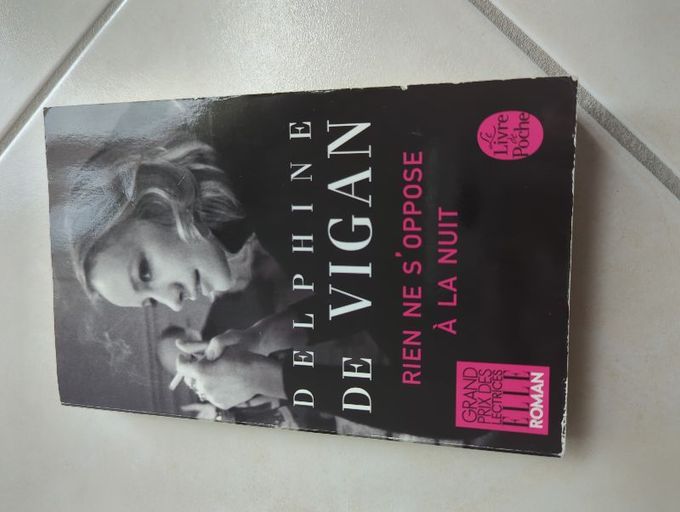 DELPHINE
DE VIGAN
RIEN NE S'OPPOSE
À LA NUIT
GRAND
PRIX DES
LECTRICES
ELLE
ROMAN
Le
Livre
de
Poche